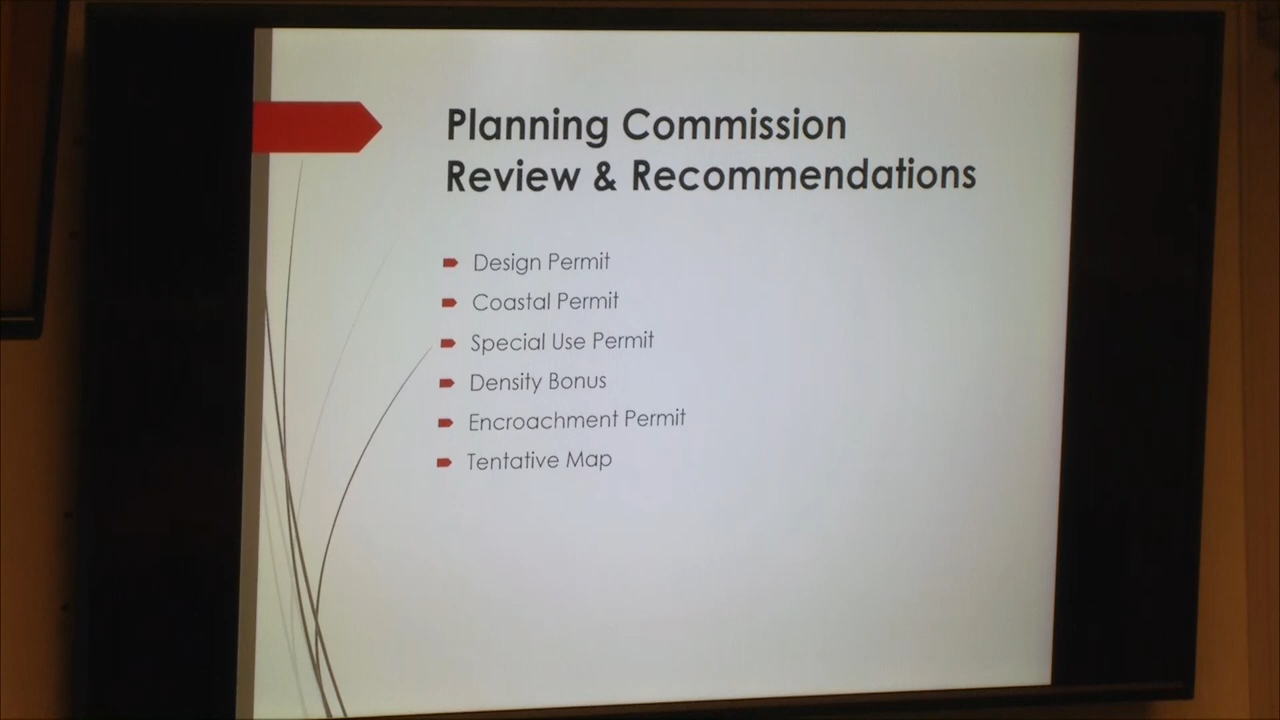 Planning Commission
Review & Recommendations
Design Permit
Coastal Permit
Special Use Permit
Density Bonus
Encroachment Permit
Tentative Map